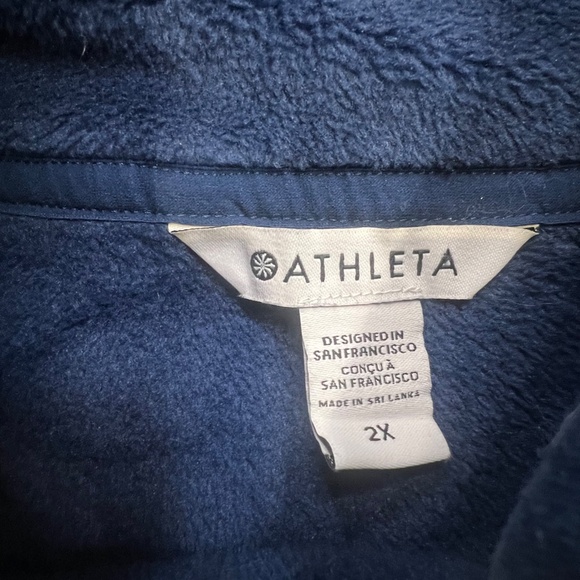 ATHLETA
DESIGNED IN
SAN FRANCISCO
CONÇU À
SAN FRANCISCO
MADE IN SRI LANKA
2X